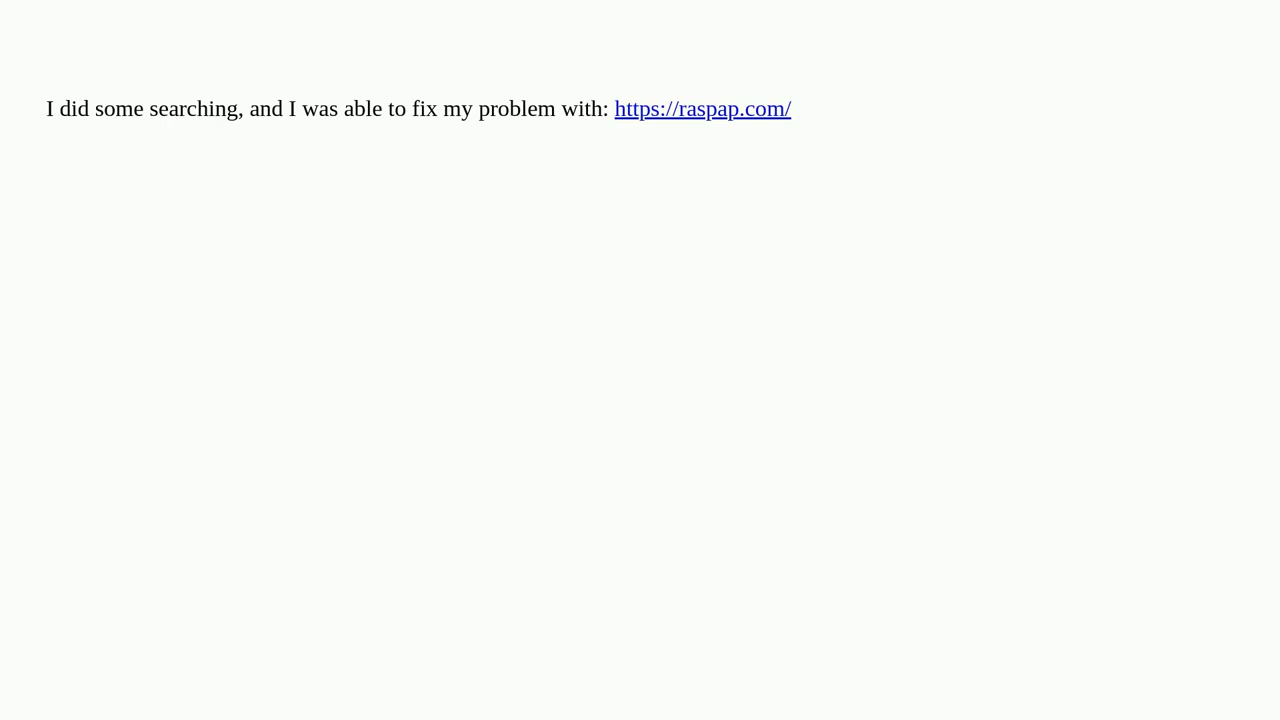 I did some searching, and I was able to fix my problem with: https://raspap.com/